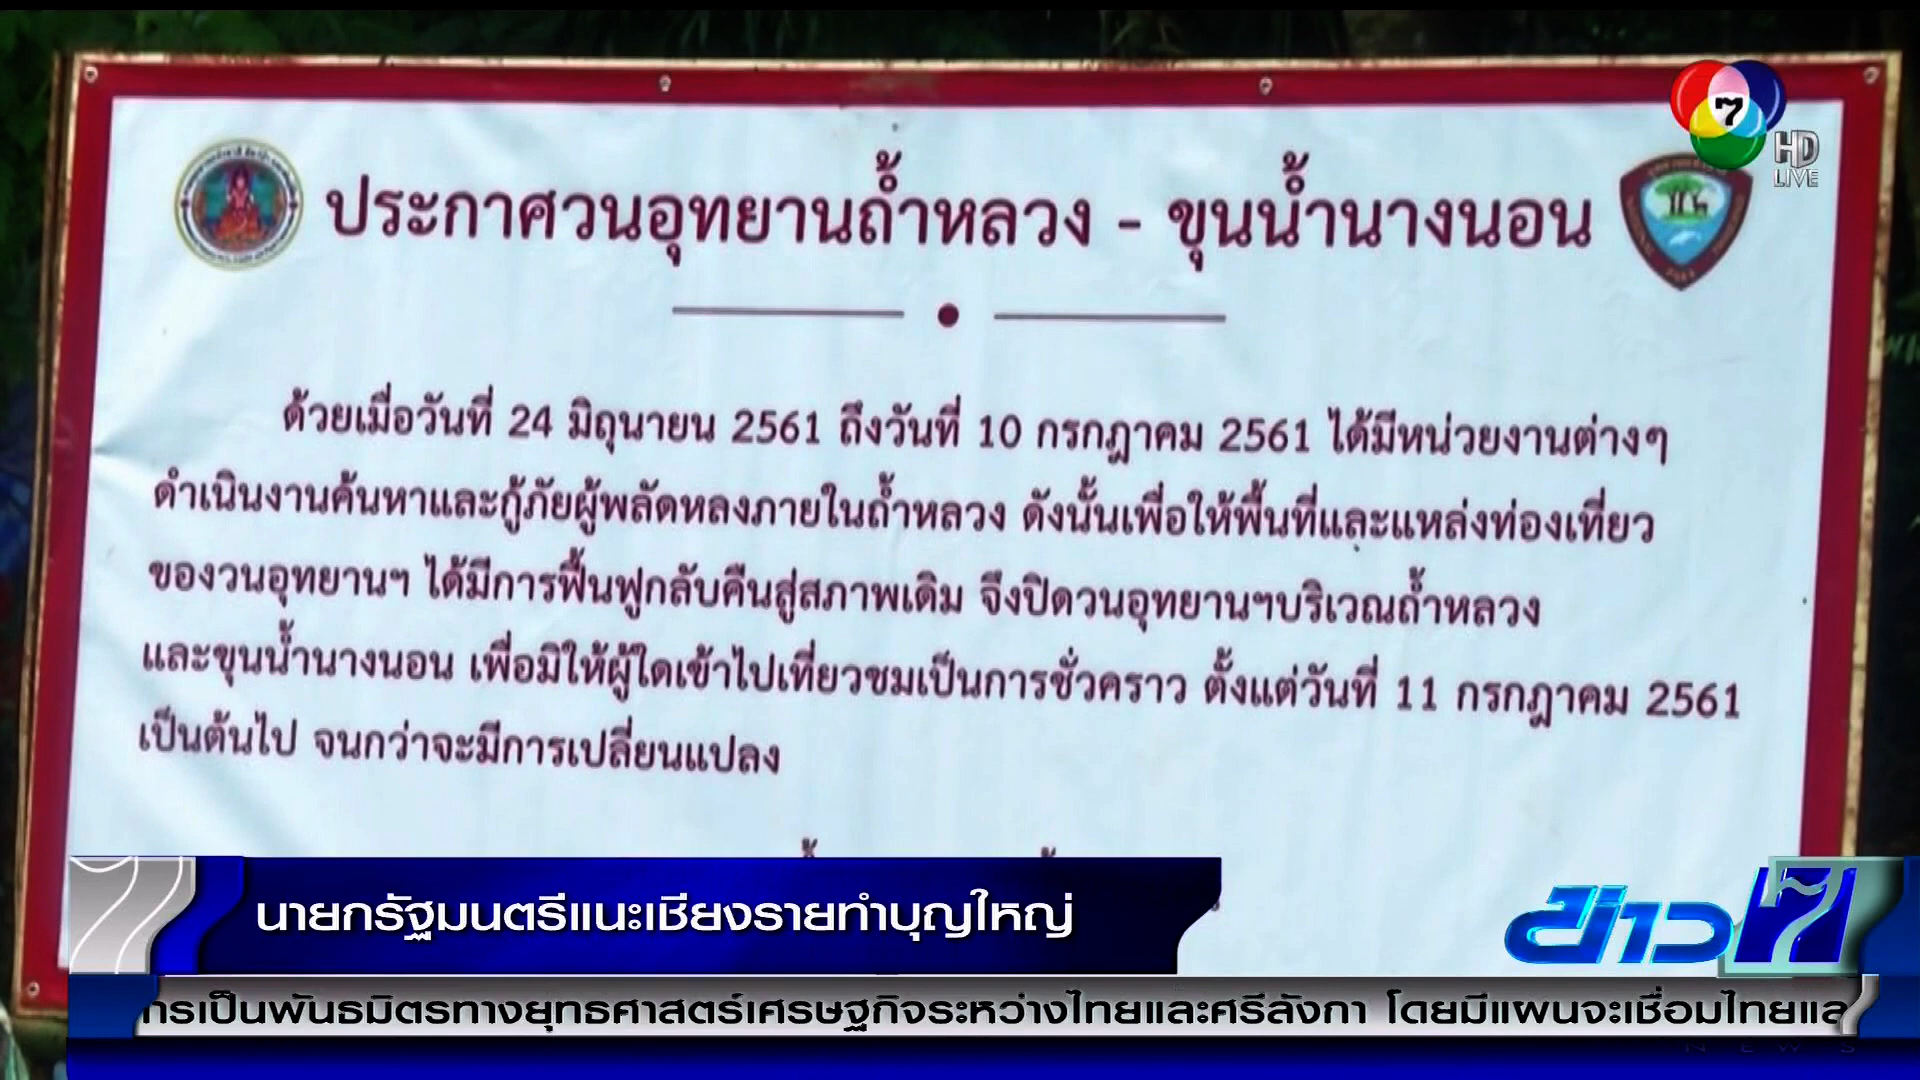 7
HD
LIVE
ประกาศวนอุทยานถ้ำหลวง - ขุนน้ำนางนอน
ด้วยเมื่อวันที่ 24 มิถุนายน 2561 ถึงวันที่ 10 กรกฎาคม 2561 ได้มีหน่วยงานต่างๆ
ดำเนินงานค้นหาและกู้ภัยผู้พลัดหลงภายในถ้ำหลวง ดังนั้นเพื่อให้พื้นที่และแหล่งท่องเที่ยว
ของวนอุทยานฯ ได้มีการฟื้นฟูกลับคืนสู่สภาพเดิม จึงปิดวนอุทยานฯบริเวณถ้ำหลวง
และขุนน้ำนางนอน เพื่อมิให้ผู้ใดเข้าไปเที่ยวชมเป็นการชั่วคราว ตั้งแต่วันที่ 11 กรกฎาคม 2561
เป็นต้นไป จนกว่าจะมีการเปลี่ยนแปลง
นายกรัฐมนตรีแนะเชียงรายทำบุญใหญ่
ข่าว 7
ารเป็นพันธมิตรทางยุทธศาสตร์เศรษฐกิจระหว่างไทยและศรีลังกา โดยมีแผนจะเชื่อมไทยแล
NEWS